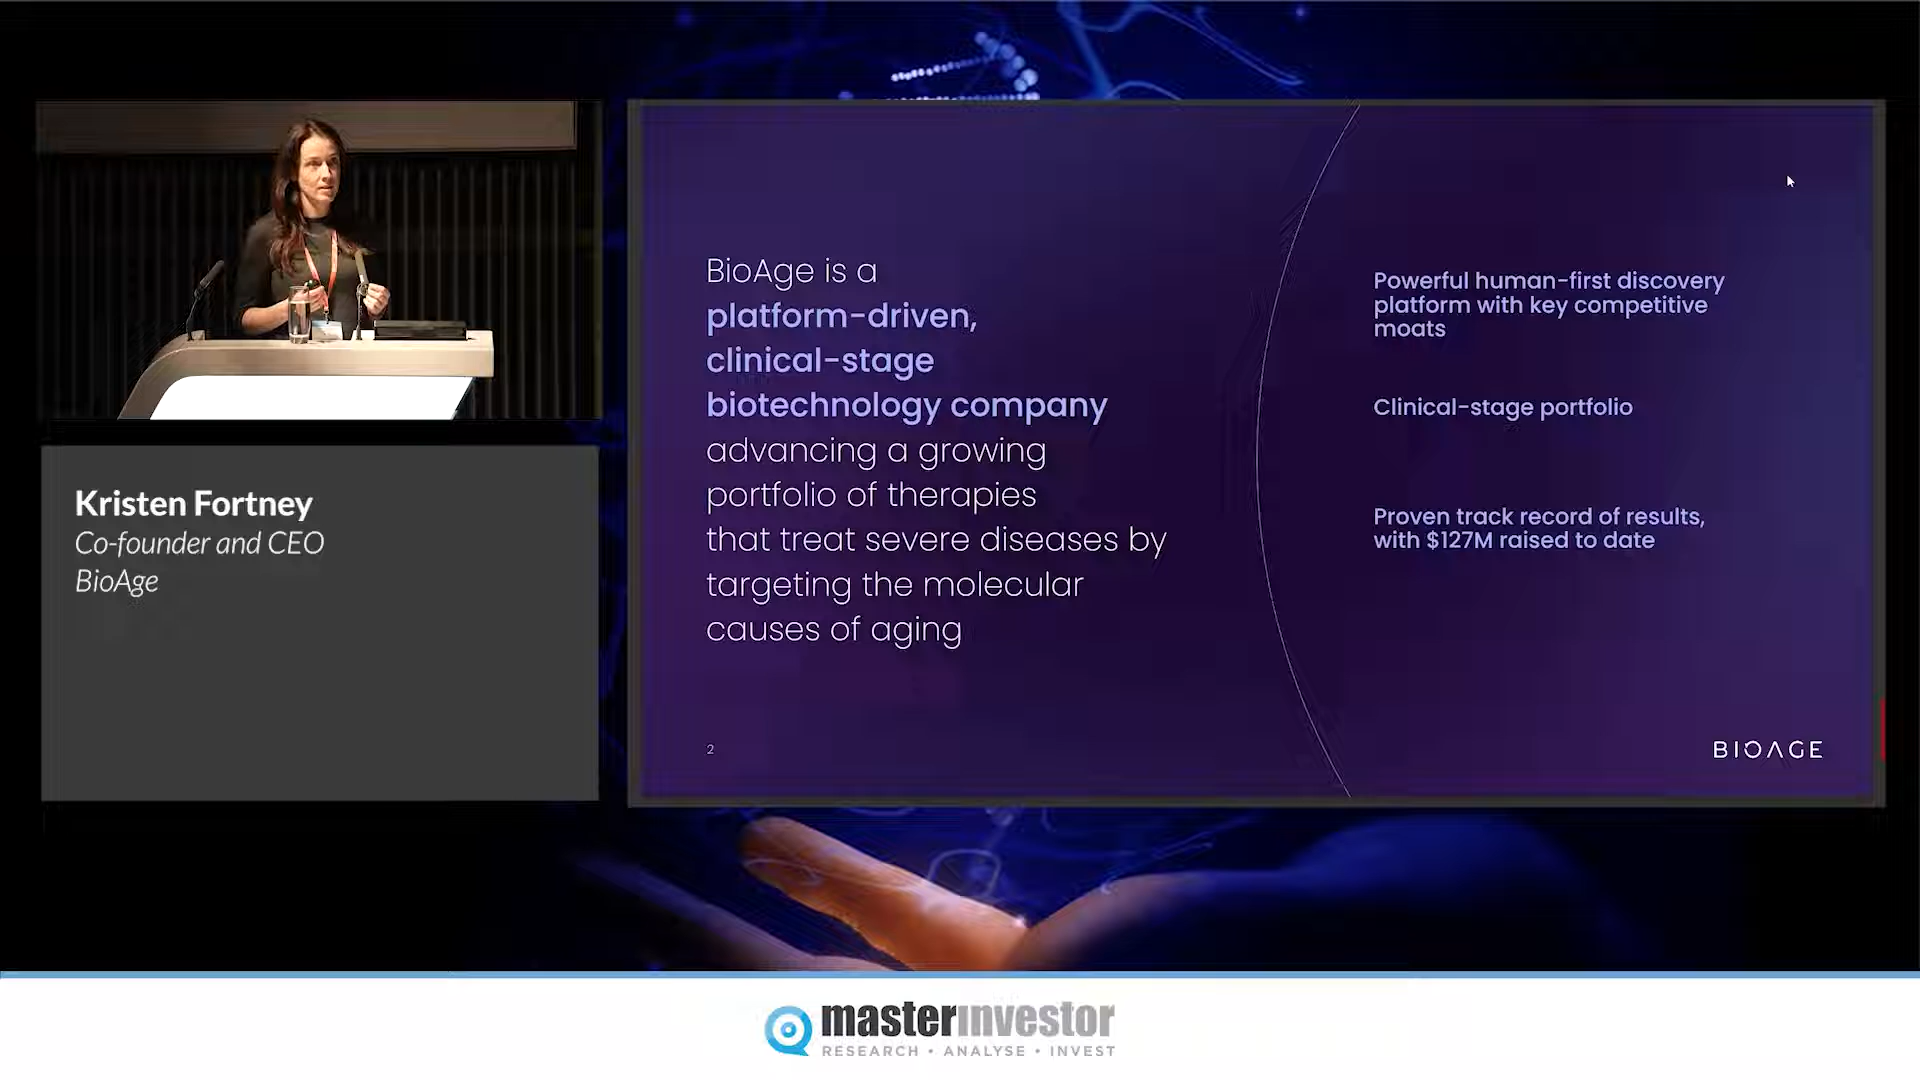 Kristen Fortney
Co-founder and CEO
BioAge
BioAge is a
platform-driven,
clinical-stage
biotechnology company
advancing a growing
portfolio of therapies
that treat severe diseases by
targeting the molecular
causes of aging
Powerful human-first discovery
platform with key competitive
moats
Clinical-stage portfolio
Proven track record of results,
with $127M raised to date
2
BIOAGE
masterinvestor
RESEARCH • ANALYSE • INVEST